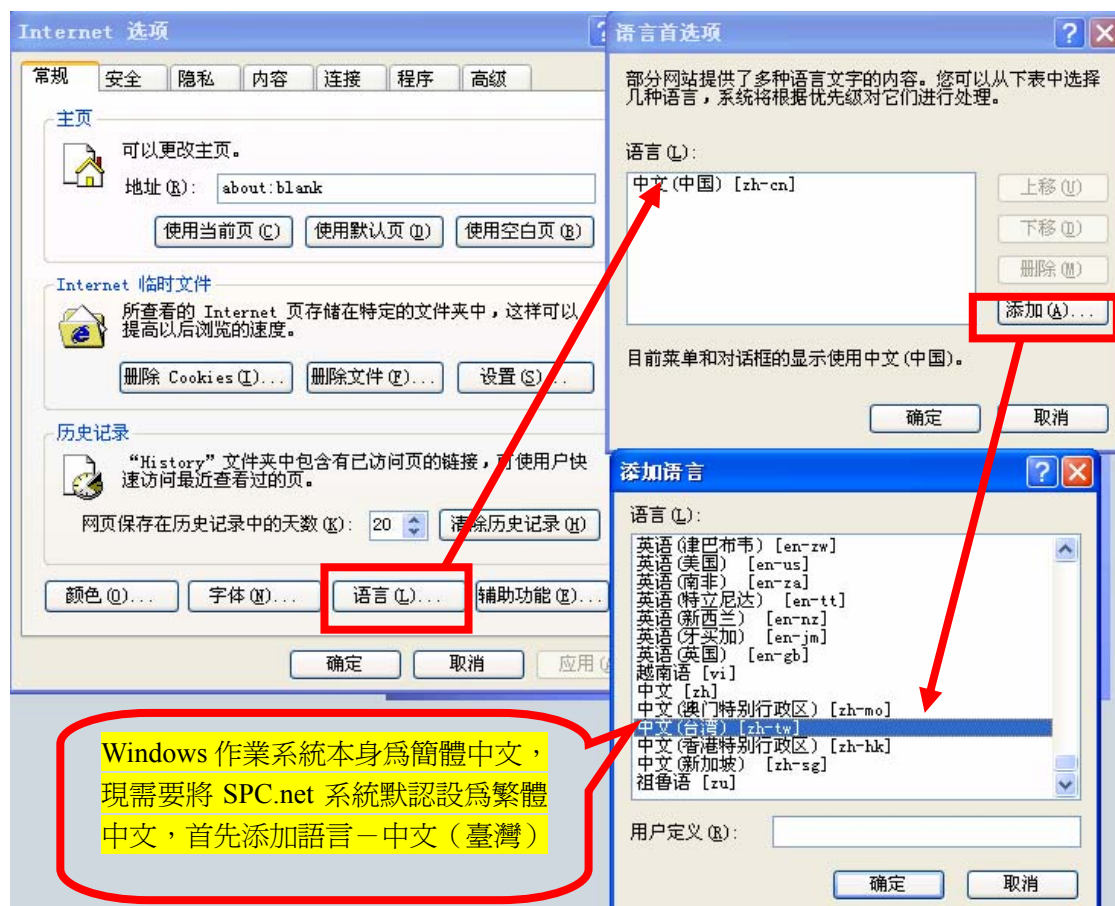 Internet 选项
常规 安全 隐私 内容 连接 程序 高级
主页
可以更改主页。
地址(R): about:blank
使用当前页(C) 使用默认页(D) 使用空白页(B)
Internet 临时文件
所查看的 Internet 页存储在特定的文件夹中，这样可以
提高以后浏览的速度。
删除 Cookies(I)... 删除文件(F)... 设置(S)...
历史记录
“History”文件夹中包含有已访问页的链接，可使用户快
速访问最近查看过的页。
网页保存在历史记录中的天数(K): 20 清除历史记录(H)
颜色(O)... 字体(N)... 语言(L)... 辅助功能(E)...
确定 取消 应用(
语言首选项
部分网站提供了多种语言文字的内容。您可以从下表中选择
几种语言，系统将根据优先级对它们进行处理。
语言(L):
中文(中国) [zh-cn]
上移(U)
下移(D)
删除(M)
添加(A)...
目前菜单和对话框的显示使用中文(中国)。
确定 取消
添加语言
语言(L):
英语(津巴布韦) [en-zw]
英语(美国) [en-us]
英语(南非) [en-za]
英语(特立尼达) [en-tt]
英语(新西兰) [en-nz]
英语(牙买加) [en-jm]
英语(英国) [en-gb]
越南语 [vi]
中文 [zh]
中文(澳门特别行政区) [zh-mo]
中文(台湾) [zh-tw]
中文(香港特别行政区) [zh-hk]
中文(新加坡) [zh-sg]
祖鲁语 [zu]
用户定义(R):
确定 取消
Windows 作業系統本身爲簡體中文，
現需要將 SPC.net 系統默認設爲繁體
中文，首先添加語言－中文（臺灣）